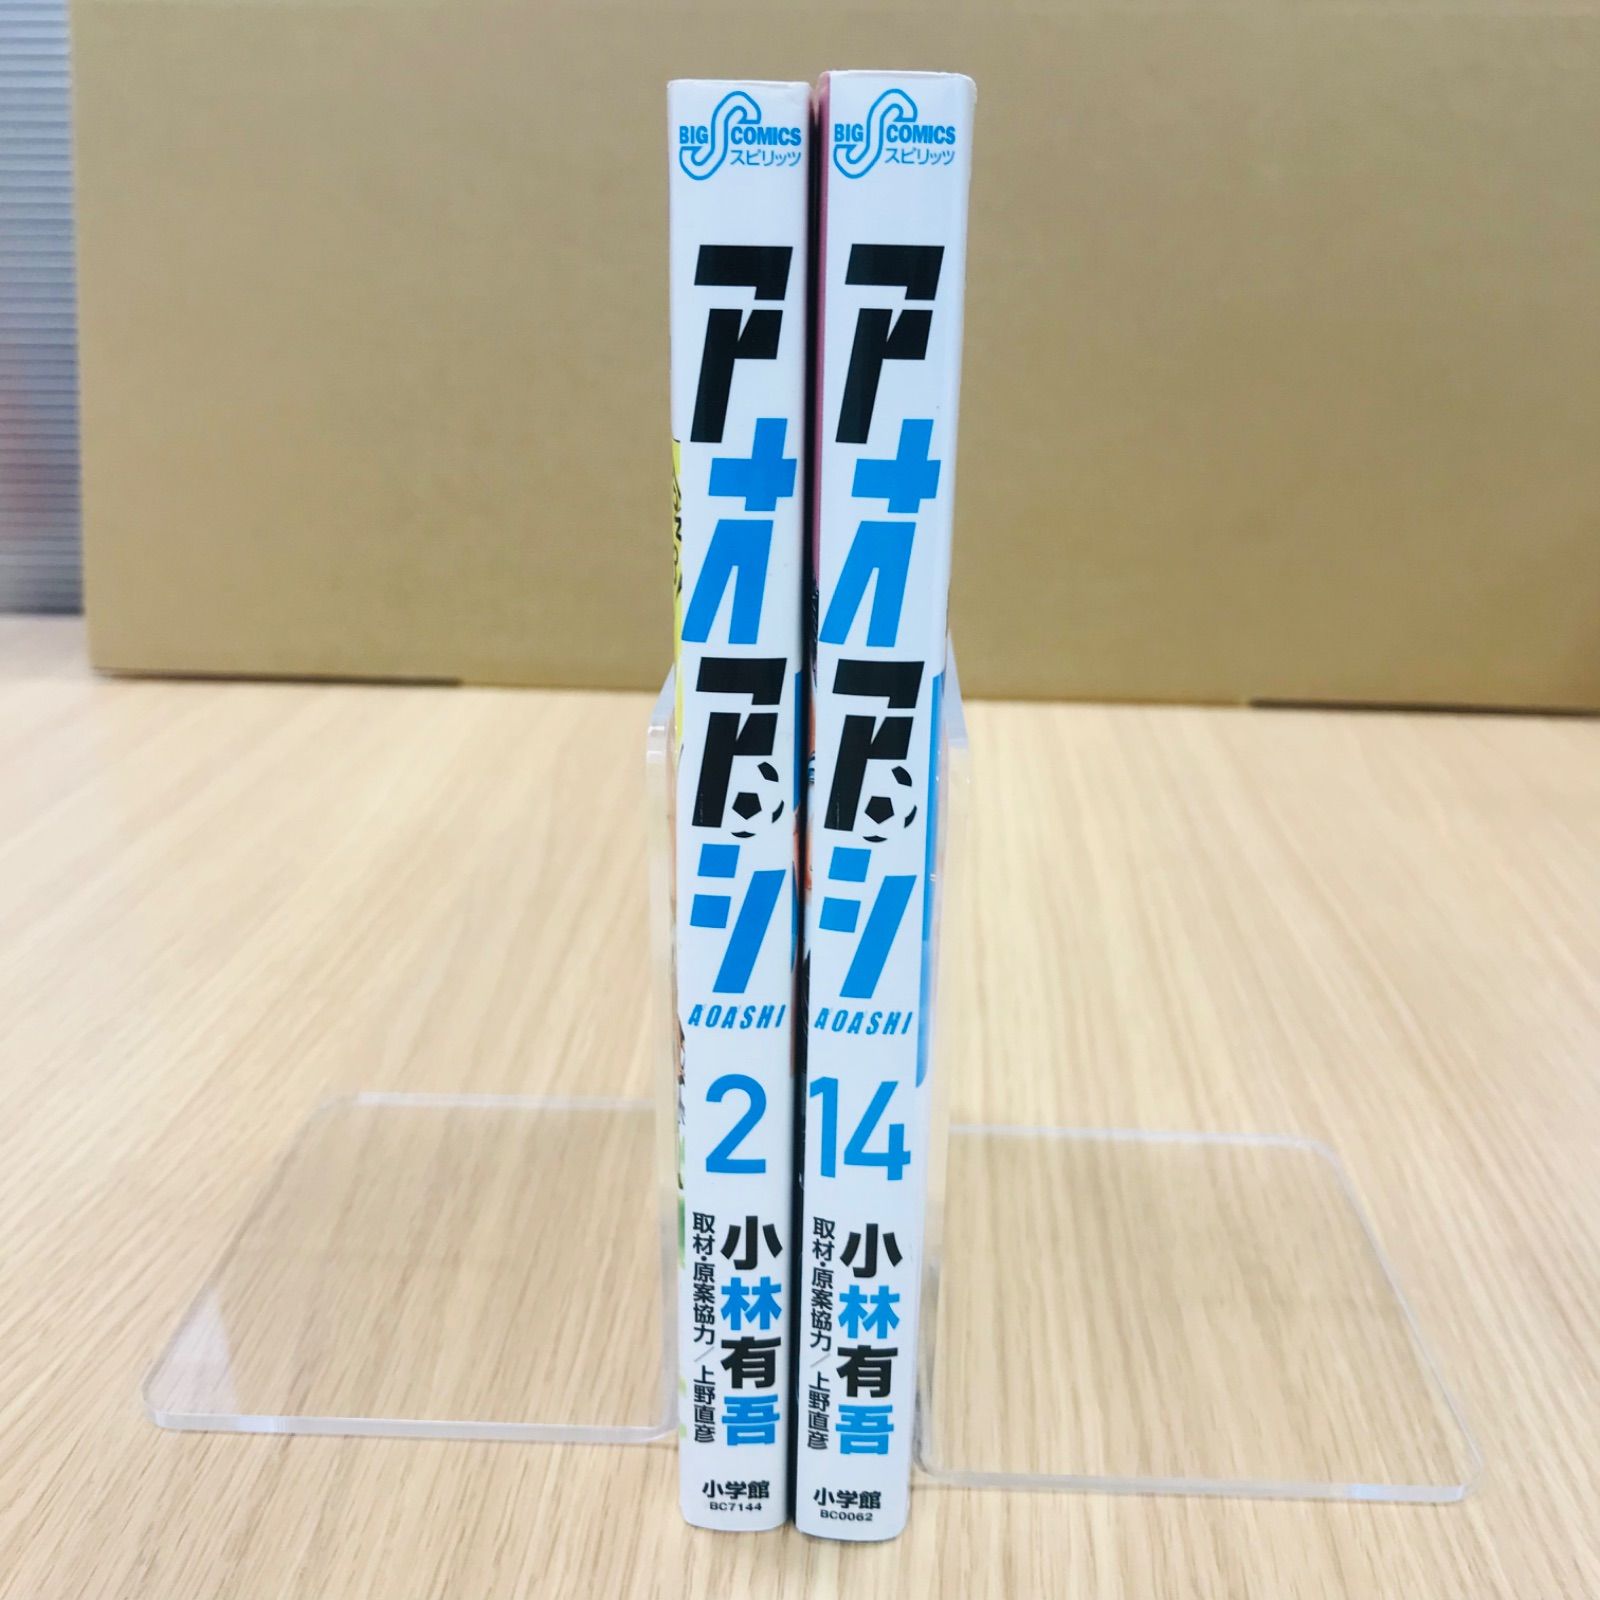 BIG COMICS
スピリッツ
アオアシ
AOASHI
2
小林有吾
取材・原案協力／上野直彦
小学館
BC7144
BIG COMICS
スピリッツ
アオアシ
AOASHI
14
小林有吾
取材・原案協力／上野直彦
小学館
BC0062